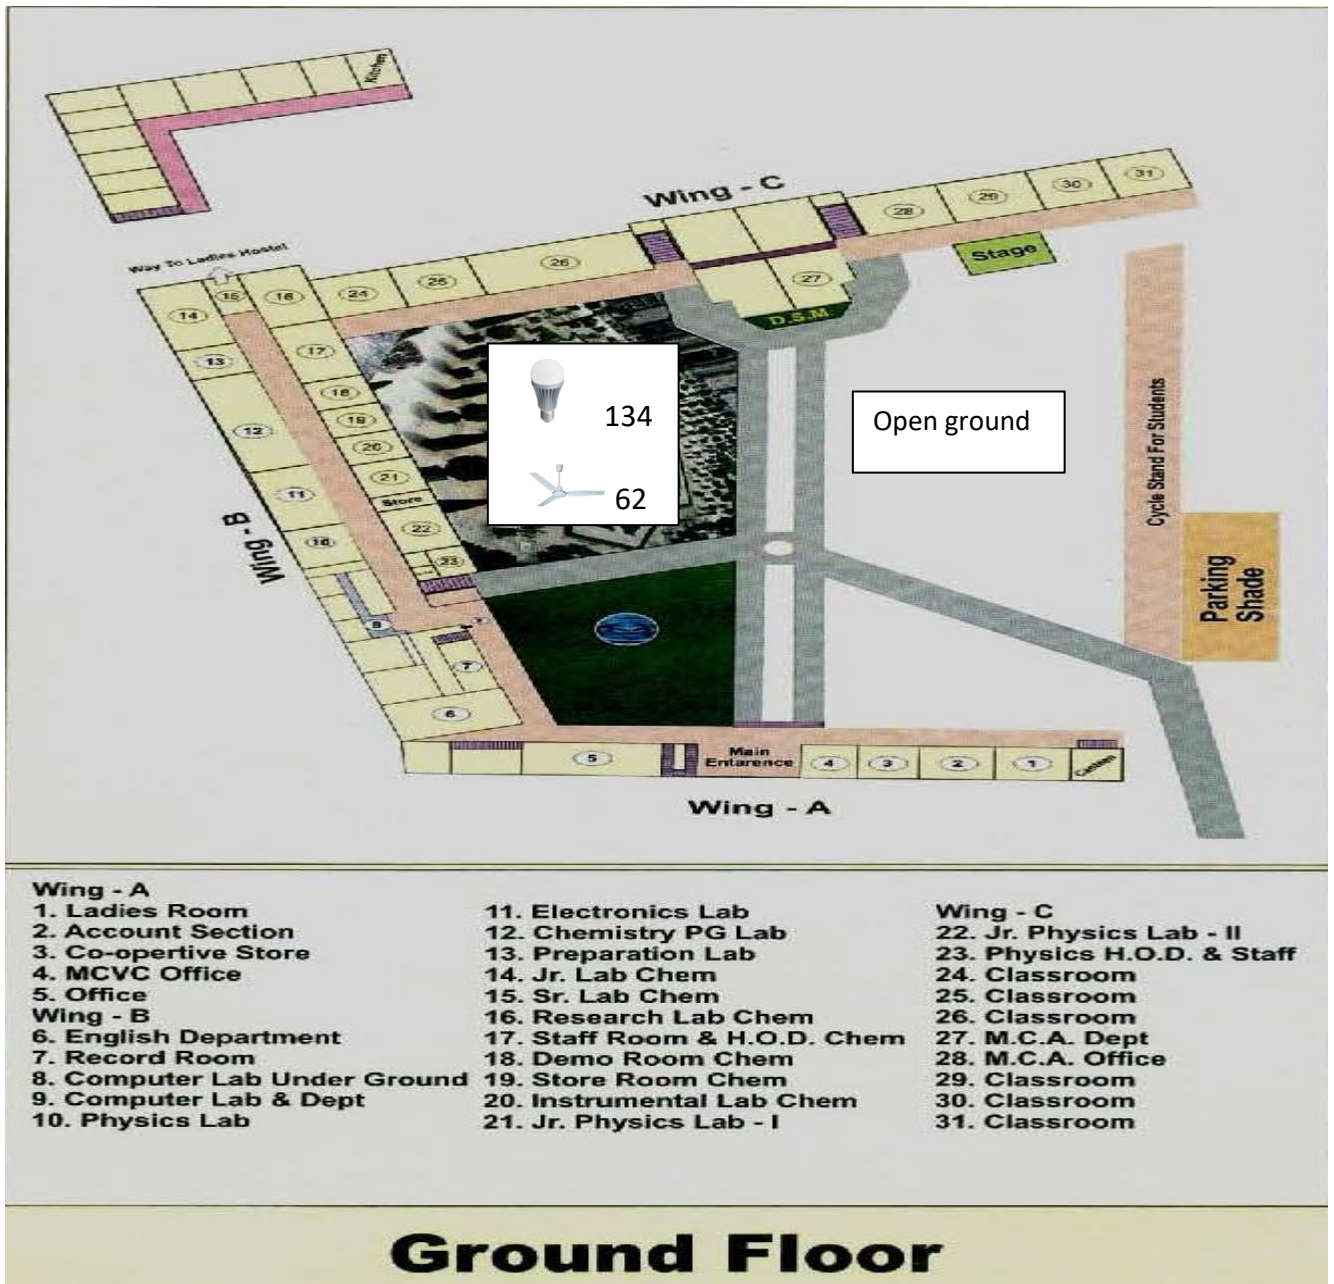 Kitchen
Wing - C
31
30
29
28
Stage
Way To Ladies Hostel
27
D.S.M
26
25
24
16
15
14
17
13
18
134
Open ground
19
12
20
Cycle Stand For Students
21
11
Store
62
22
Wing - B
10
23
Parking
Shade
9
7
6
5
Main
Entarence
4
3
2
1
Canteen
Wing - A
Wing - A
1. Ladies Room
2. Account Section
3. Co-opertive Store
4. MCVC Office
5. Office
Wing - B
6. English Department
7. Record Room
8. Computer Lab Under Ground
9. Computer Lab & Dept
10. Physics Lab
11. Electronics Lab
12. Chemistry PG Lab
13. Preparation Lab
14. Jr. Lab Chem
15. Sr. Lab Chem
16. Research Lab Chem
17. Staff Room & H.O.D. Chem
18. Demo Room Chem
19. Store Room Chem
20. Instrumental Lab Chem
21. Jr. Physics Lab - I
Wing - C
22. Jr. Physics Lab - II
23. Physics H.O.D. & Staff
24. Classroom
25. Classroom
26. Classroom
27. M.C.A. Dept
28. M.C.A. Office
29. Classroom
30. Classroom
31. Classroom
Ground Floor